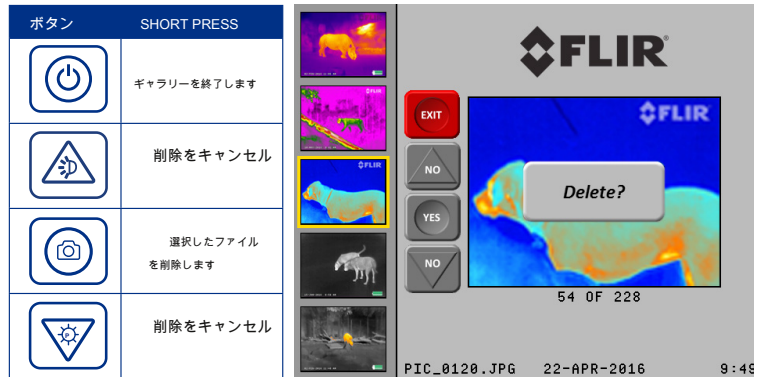 ボタン
SHORT PRESS
ギャラリーを終了します
削除をキャンセル
選択したファイル
を削除します
P
削除をキャンセル
FLIR
FLIR
FLIR
EXIT
NO
YES
NO
FLIR
Delete?
54 OF 228
PIC_0120.JPG 22-APR-2016 9:49